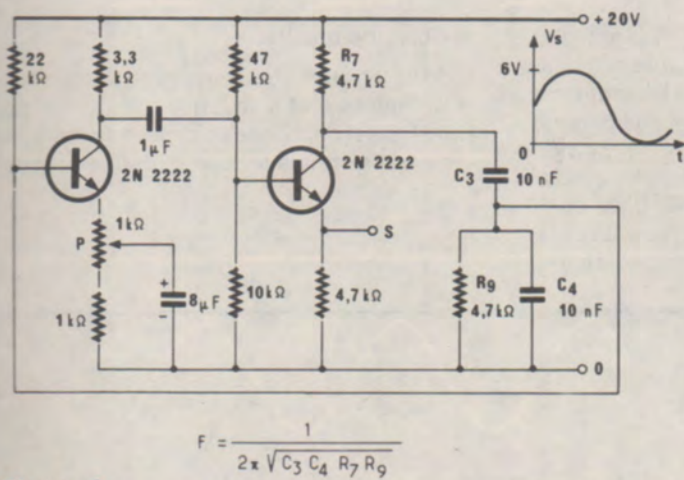 +20V
22 kΩ
3,3 kΩ
47 kΩ
R7 4,7 kΩ
Vs
6V
0
t
1µF
2N 2222
2N 2222
C3
10 nF
S
1kΩ
P
+
8µF
-
1kΩ
10kΩ
4,7 kΩ
R9 4,7kΩ
C4 10 nF
0
F = 1 / 2π √C3 C4 R7 R9